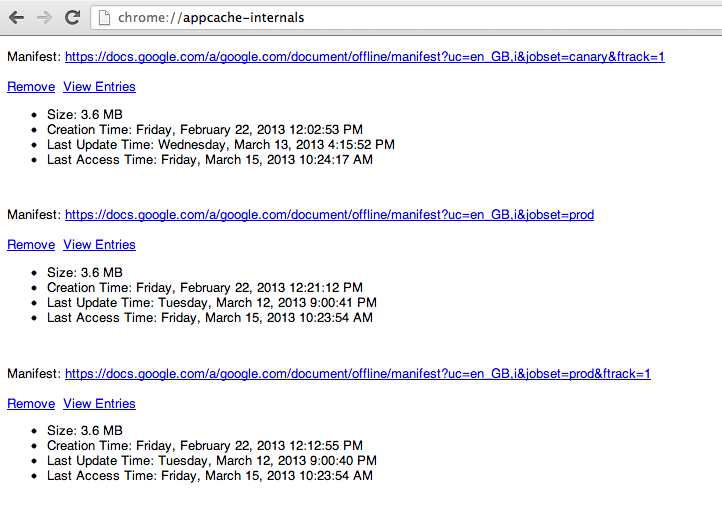 chrome://appcache-internals
Manifest: https://docs.google.com/a/google.com/document/offline/manifest?uc=en_GB,i&jobset=canary&ftrack=1
Remove View Entries
• Size: 3.6 MB
• Creation Time: Friday, February 22, 2013 12:02:53 PM
• Last Update Time: Wednesday, March 13, 2013 4:15:52 PM
• Last Access Time: Friday, March 15, 2013 10:24:17 AM
Manifest: https://docs.google.com/a/google.com/document/offline/manifest?uc=en_GB,i&jobset=prod
Remove View Entries
• Size: 3.6 MB
• Creation Time: Friday, February 22, 2013 12:21:12 PM
• Last Update Time: Tuesday, March 12, 2013 9:00:41 PM
• Last Access Time: Friday, March 15, 2013 10:23:54 AM
Manifest: https://docs.google.com/a/google.com/document/offline/manifest?uc=en_GB,i&jobset=prod&ftrack=1
Remove View Entries
• Size: 3.6 MB
• Creation Time: Friday, February 22, 2013 12:12:55 PM
• Last Update Time: Tuesday, March 12, 2013 9:00:40 PM
• Last Access Time: Friday, March 15, 2013 10:23:54 AM